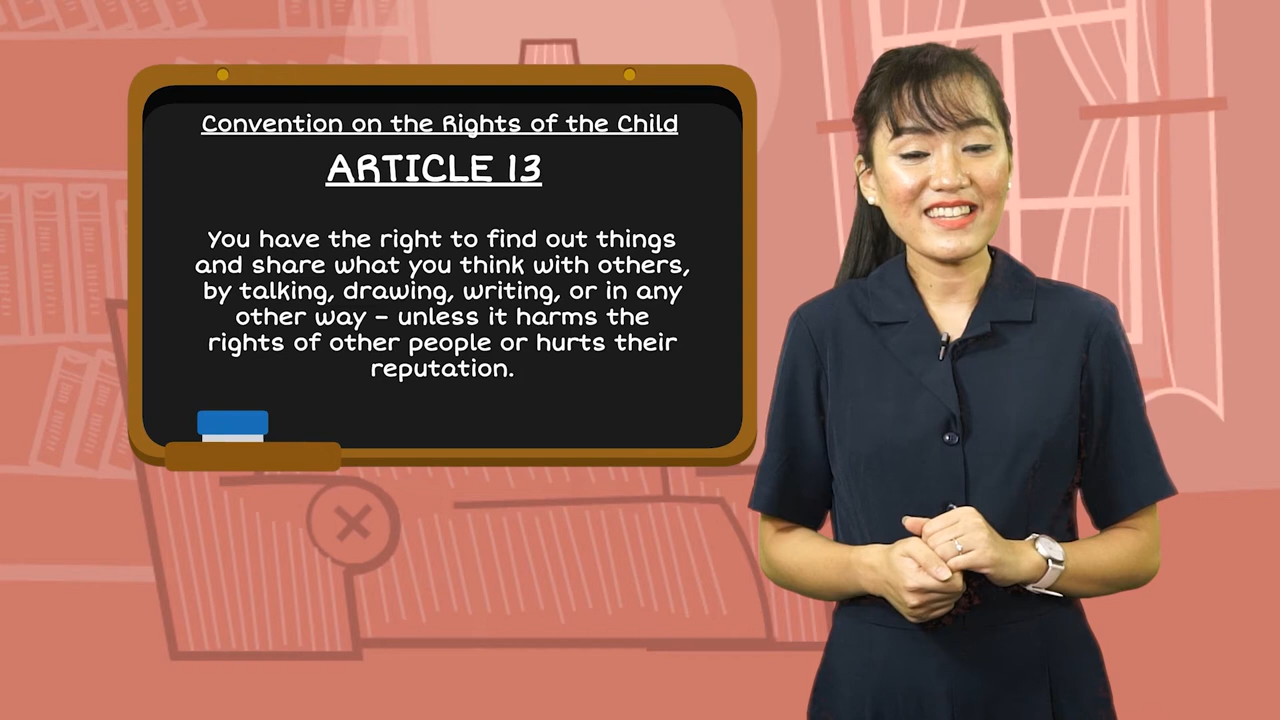 Convention on the Rights of the Child
ARTICLE 13
You have the right to find out things
and share what you think with others,
by talking, drawing, writing, or in any
other way – unless it harms the
rights of other people or hurts their
reputation.